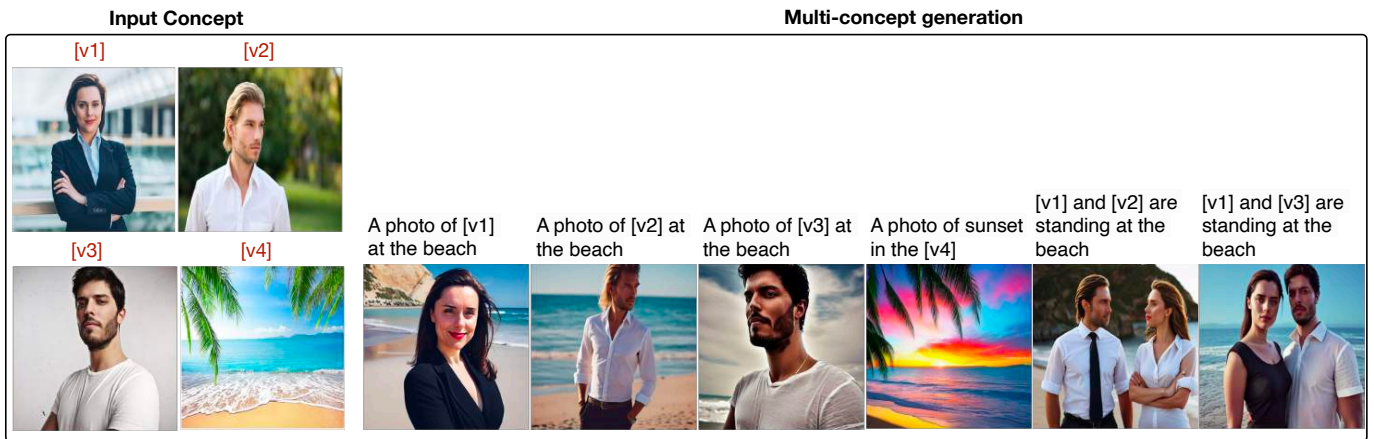 Input Concept
Multi-concept generation
[v1]
[v2]
[v3]
[v4]
A photo of [v1]
at the beach
A photo of [v2] at
the beach
A photo of [v3] at
the beach
A photo of sunset
in the [v4]
[v1] and [v2] are
standing at the
beach
[v1] and [v3] are
standing at the
beach